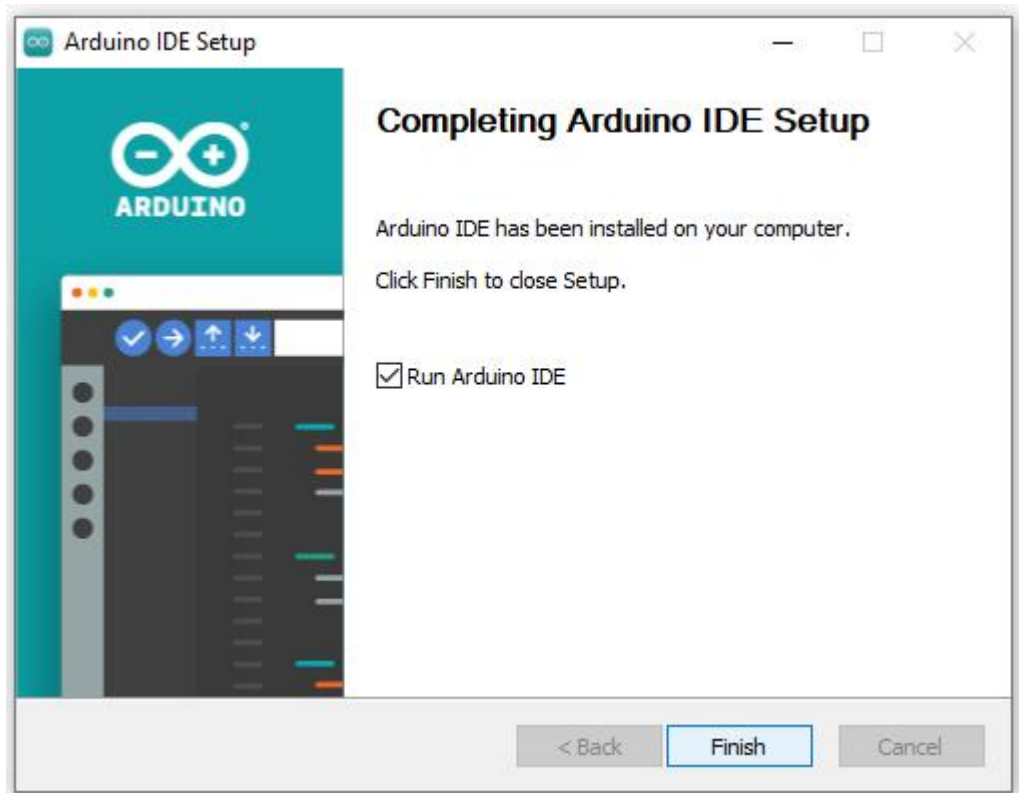 Arduino IDE Setup
ARDUINO
Completing Arduino IDE Setup
Arduino IDE has been installed on your computer.
Click Finish to close Setup.
Run Arduino IDE
< Back
Finish
Cancel